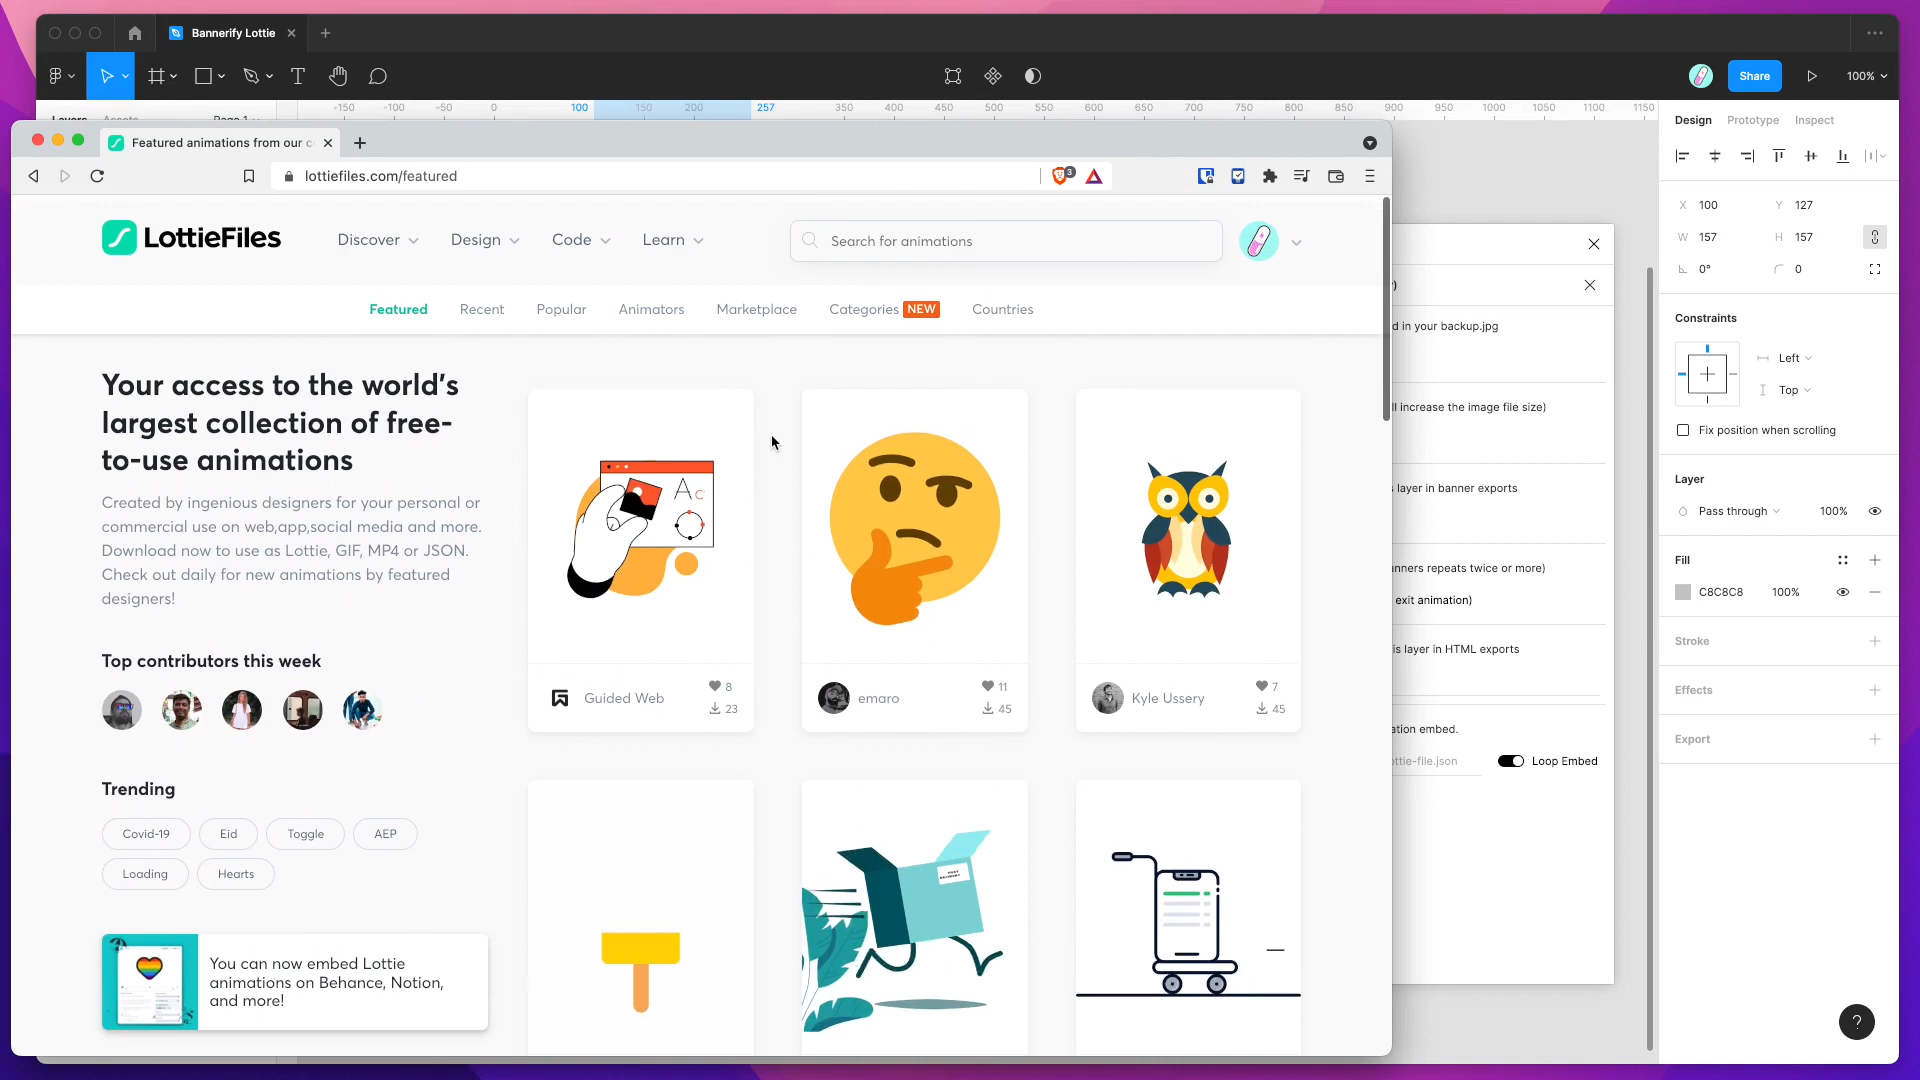 Bannerify Lottie
Share
100%
-150
-100
-50
0
100
150
200
257
350
400
450
500
550
600
650
700
750
800
850
900
950
1000
1050
1100
1150
Layers
Assets
Page 1
Featured animations from our c
lottiefiles.com/featured
3
LottieFiles
Discover
Design
Code
Learn
Search for animations
Featured
Recent
Popular
Animators
Marketplace
Categories NEW
Countries
Your access to the world's
largest collection of free-
to-use animations
Created by ingenious designers for your personal or
commercial use on web,app,social media and more.
Download now to use as Lottie, GIF, MP4 or JSON.
Check out daily for new animations by featured
designers!
Top contributors this week
Trending
Covid-19
Eid
Toggle
AEP
Loading
Hearts
You can now embed Lottie
animations on Behance, Notion,
and more!
Ac
Guided Web
8
23
emaro
11
45
Kyle Ussery
7
45
d in your backup.jpg
ll increase the image file size)
s layer in banner exports
nners repeats twice or more)
exit animation)
is layer in HTML exports
ation embed.
ottie-file.json
Loop Embed
Design
Prototype
Inspect
X 100
Y 127
W 157
H 157
0°
0
Constraints
Left
Top
Fix position when scrolling
Layer
Pass through
100%
Fill
C8C8C8
100%
Stroke
Effects
Export
?